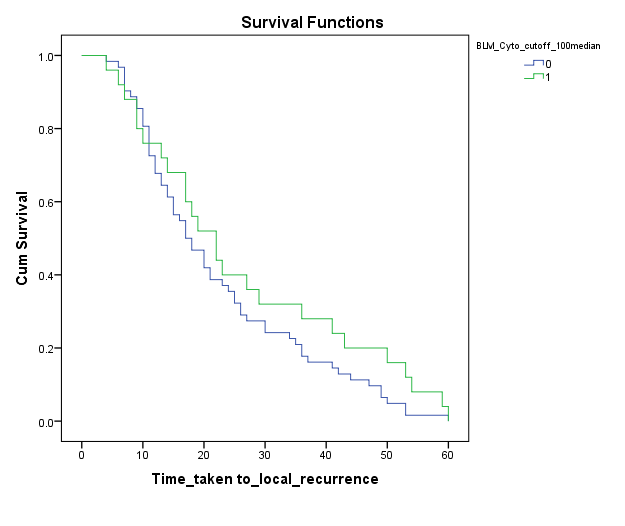 Survival Functions
BLM_Cyto_cutoff_100median
0
1
1.0
0.8
0.6
0.4
0.2
0.0
Cum Survival
0 10 20 30 40 50 60
Time_taken to_local_recurrence